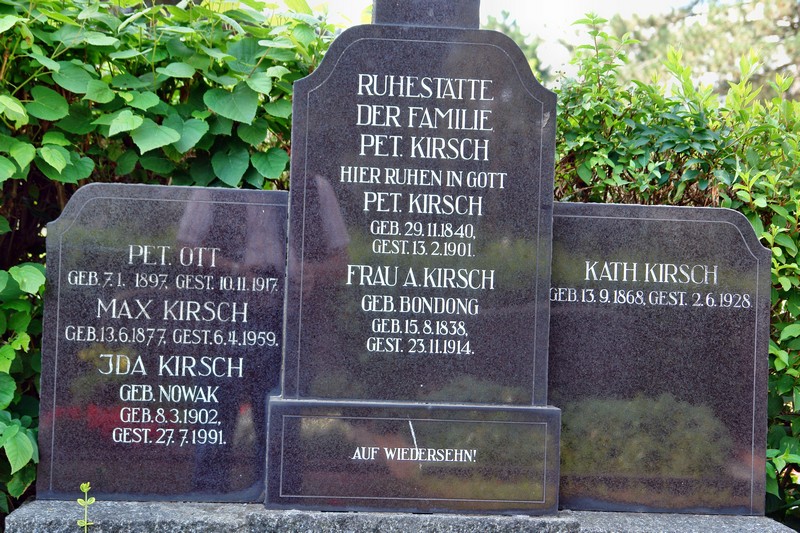 RUHESTÄTTE
DER FAMILIE
PET. KIRSCH
HIER RUHEN IN GOTT
PET. KIRSCH
GEB. 29.11.1840,
GEST. 13.2.1901.
FRAU A. KIRSCH
GEB. BONDONG
GEB. 15.8.1838,
GEST. 23.11.1914.
AUF WIEDERSEHN!
PET. OTT
GEB. 7.1. 1897, GEST. 10.11.1917.
MAX KIRSCH
GEB. 13.6.1877, GEST. 6.4.1959.
JDA KIRSCH
GEB. NOWAK
GEB. 8.3.1902,
GEST. 27.7.1991.
KATH KIRSCH
GEB. 13.9.1868, GEST. 2.6.1928.